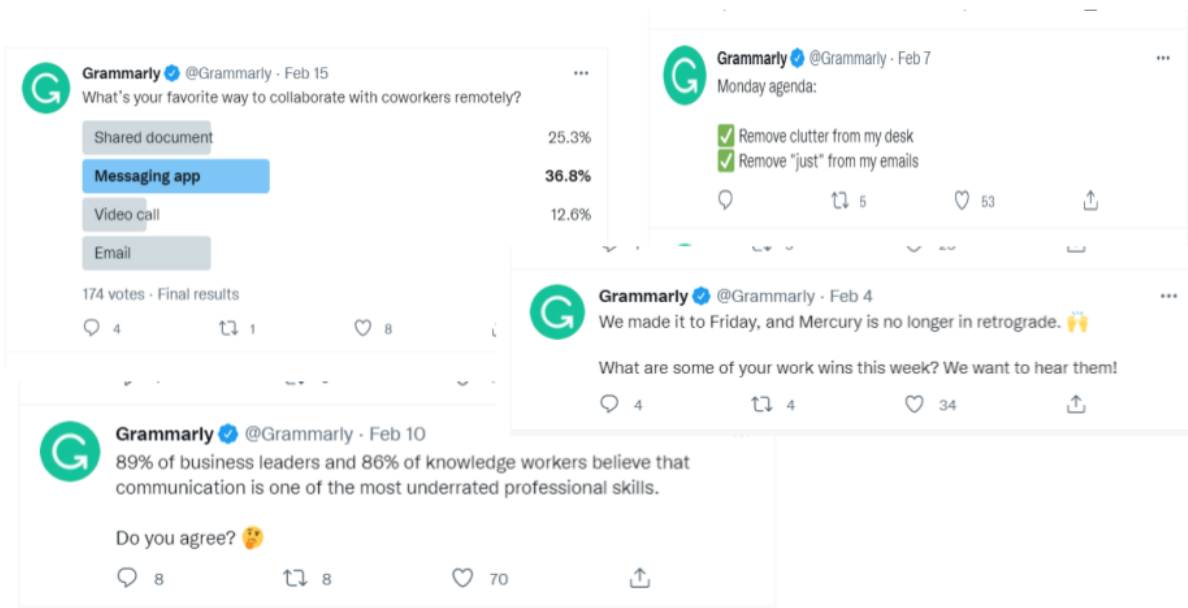 Grammarly @Grammarly · Feb 15
What's your favorite way to collaborate with coworkers remotely?
Shared document 25.3%
Messaging app 36.8%
Video call 12.6%
Email
174 votes · Final results
4 1 8
Grammarly @Grammarly · Feb 7
Monday agenda:
✅ Remove clutter from my desk
✅ Remove "just" from my emails
5 53
Grammarly @Grammarly · Feb 4
We made it to Friday, and Mercury is no longer in retrograde. 🙌
What are some of your work wins this week? We want to hear them!
4 4 34
Grammarly @Grammarly · Feb 10
89% of business leaders and 86% of knowledge workers believe that
communication is one of the most underrated professional skills.
Do you agree? 🤔
8 8 70